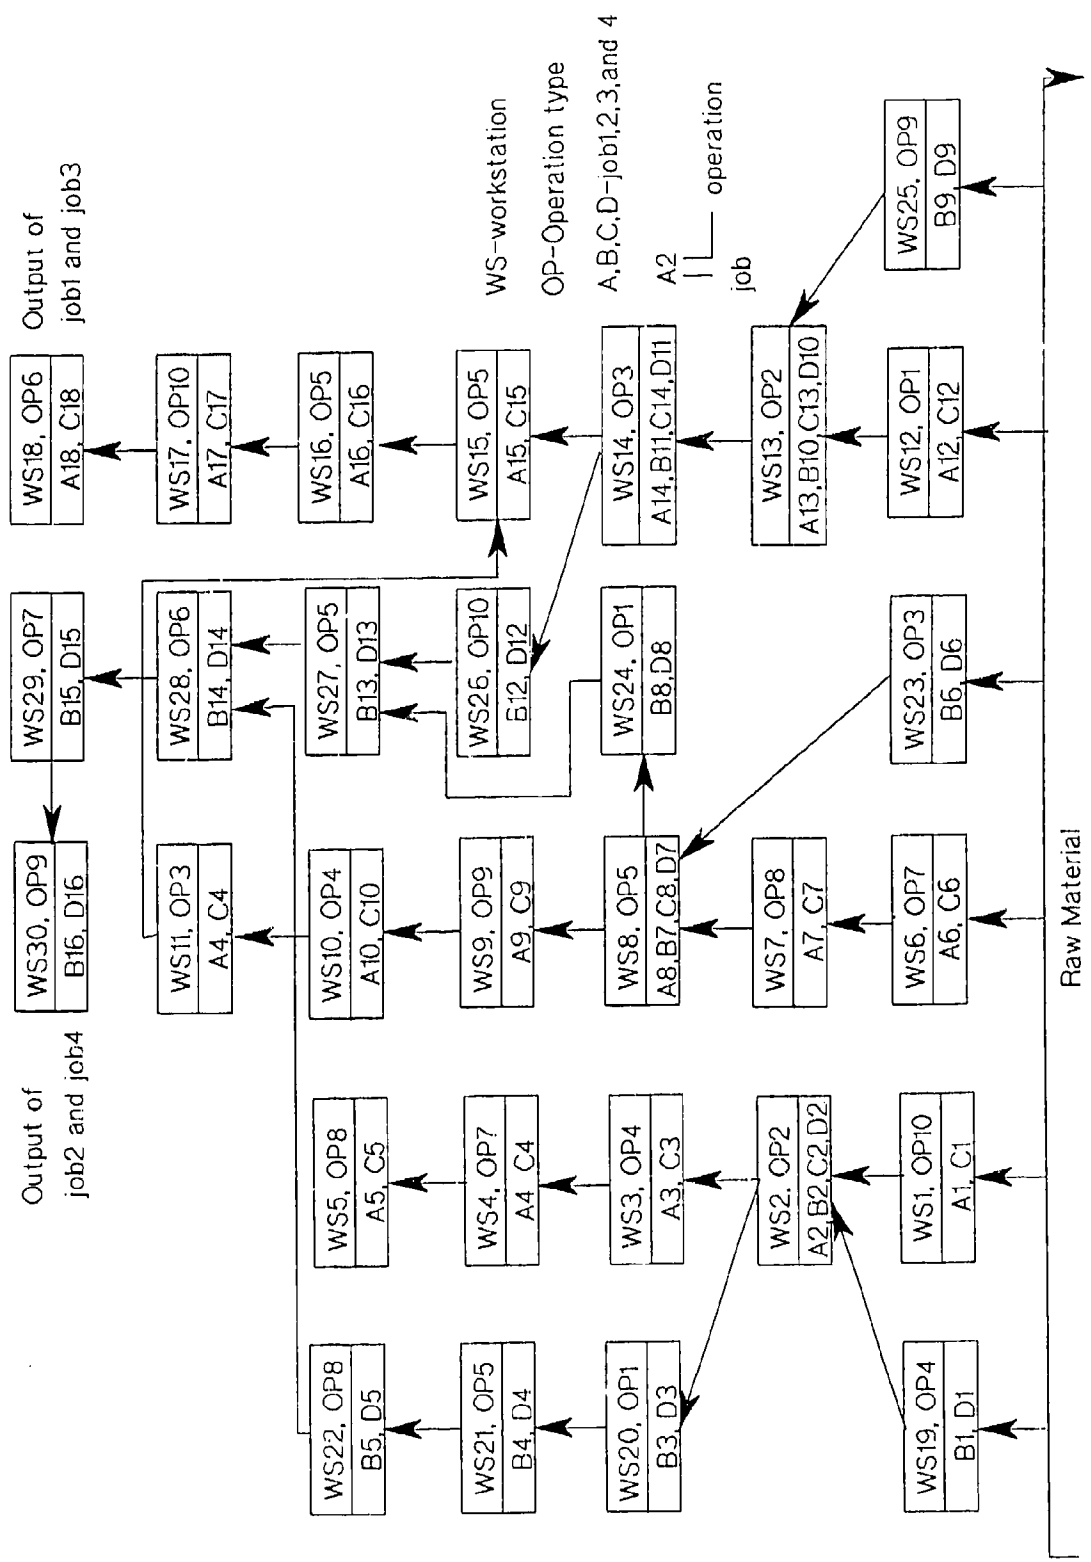 Output of
job2 and job4
Output of
job1 and job3
WS30, OP9
B16, D16
WS29, OP7
B15, D15
WS18, OP6
A18, C18
WS11, OP3
A4, C4
WS28, OP6
B14, D14
WS17, OP10
A17, C17
WS22, OP8
B5, D5
WS5, OP8
A5, C5
WS10, OP4
A10, C10
WS27, OP5
B13, D13
WS16, OP5
A16, C16
WS21, OP5
B4, D4
WS4, OP7
A4, C4
WS9, OP9
A9, C9
WS26, OP10
B12, D12
WS15, OP5
A15, C15
WS20, OP1
B3, D3
WS3, OP4
A3, C3
WS8, OP5
A8,B7,C8,D7
WS24, OP1
B8,D8
WS14, OP3
A14,B11,C14,D11
WS2, OP2
A2,B2,C2,D2
WS7, OP8
A7, C7
WS13, OP2
A13,B10,C13,D10
WS19, OP4
B1, D1
WS1, OP10
A1, C1
WS6, OP7
A6, C6
WS23, OP3
B6, D6
WS12, OP1
A12, C12
WS25, OP9
B9, D9
WS-workstation
OP-Operation type
A,B,C,D-job1,2,3,and 4
A2
operation
job
Raw Material